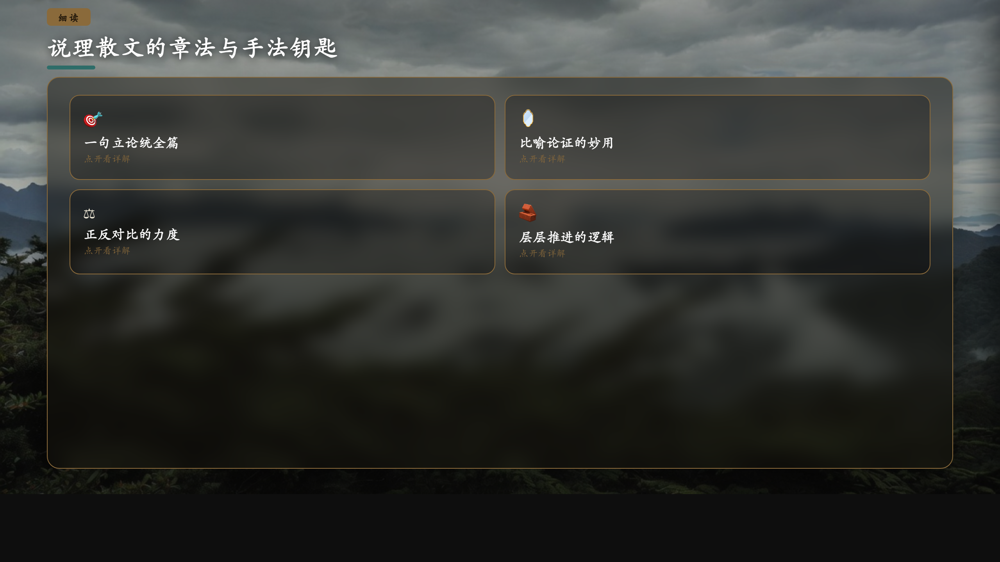 细读
说理散文的章法与手法钥匙
一句立论统全篇
点开看详解
比喻论证的妙用
点开看详解
正反对比的力度
点开看详解
层层推进的逻辑
点开看详解